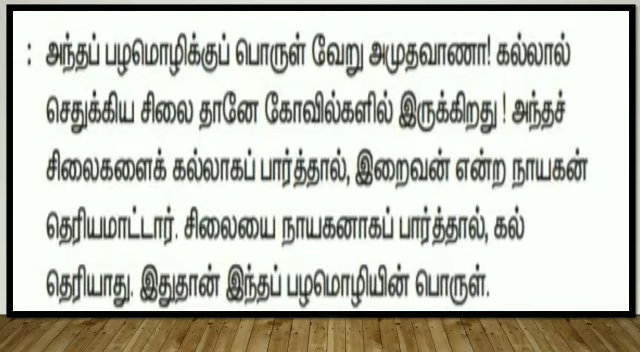 : அந்தப் பழமொழிக்குப் பொருள் வேறு அமுதவாணா! கல்லால்
செதுக்கிய சிலை தானே கோவில்களில் இருக்கிறது ! அந்தச்
சிலைகளைக் கல்லாகப் பார்த்தால், இறைவன் என்ற நாயகன்
தெரியமாட்டார். சிலையை நாயகனாகப் பார்த்தால், கல்
தெரியாது. இதுதான் இந்தப் பழமொழியின் பொருள்.